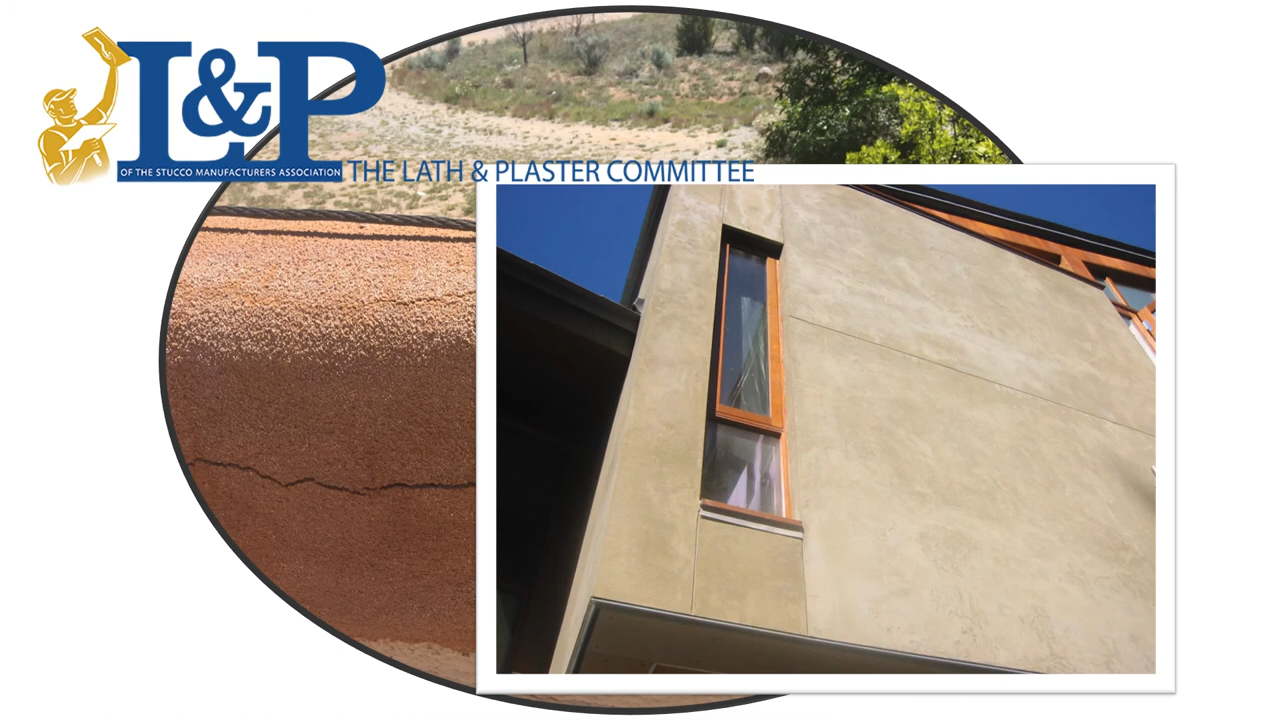 L&P
OF THE STUCCO MANUFACTURERS ASSOCIATION
THE LATH & PLASTER COMMITTEE